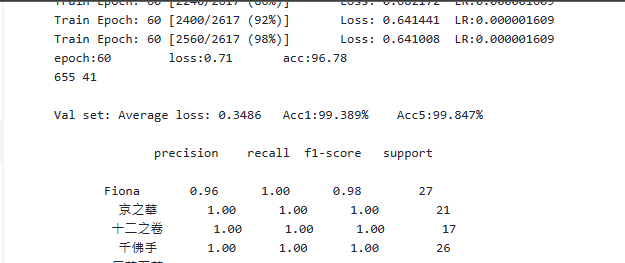 Train Epoch: 60 [2240/2617 (86%)] Loss: 0.682172 LR:0.000001609
Train Epoch: 60 [2400/2617 (92%)] Loss: 0.641441 LR:0.000001609
Train Epoch: 60 [2560/2617 (98%)] Loss: 0.641008 LR:0.000001609
epoch:60 loss:0.71 acc:96.78
655 41
Val set: Average loss: 0.3486 Acc1:99.389% Acc5:99.847%
precision recall f1-score support
Fiona 0.96 1.00 0.98 27
京之華 1.00 1.00 1.00 21
十二之卷 1.00 1.00 1.00 17
千佛手 1.00 1.00 1.00 26